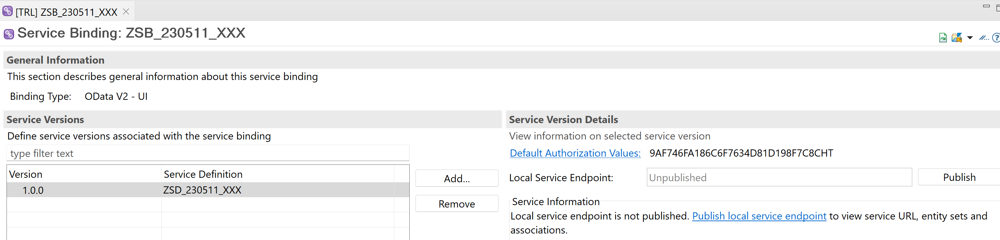 [TRL] ZSB_230511_XXX
Service Binding: ZSB_230511_XXX
General Information
This section describes general information about this service binding
Binding Type: OData V2 - UI
Service Versions
Define service versions associated with the service binding
type filter text
Version Service Definition
1.0.0 ZSD_230511_XXX
Add...
Remove
Service Version Details
View information on selected service version
Default Authorization Values: 9AF746FA186C6F7634D81D198F7C8CHT
Local Service Endpoint: Unpublished Publish
Service Information
Local service endpoint is not published. Publish local service endpoint to view service URL, entity sets and
associations.